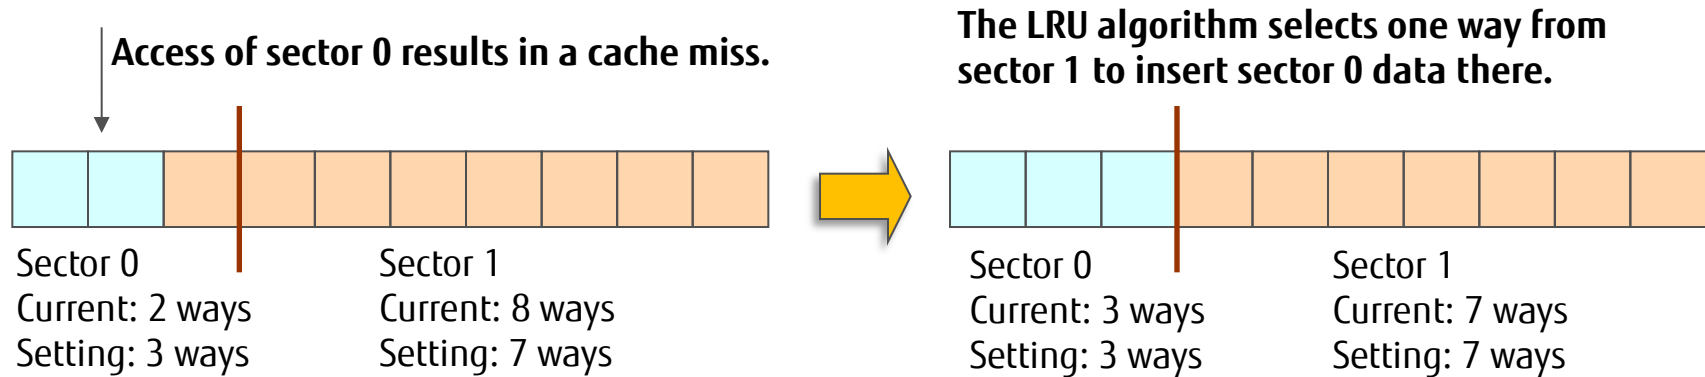 Access of sector 0 results in a cache miss.
Sector 0
Current: 2 ways
Setting: 3 ways
Sector 1
Current: 8 ways
Setting: 7 ways
The LRU algorithm selects one way from
sector 1 to insert sector 0 data there.
Sector 0
Current: 3 ways
Setting: 3 ways
Sector 1
Current: 7 ways
Setting: 7 ways